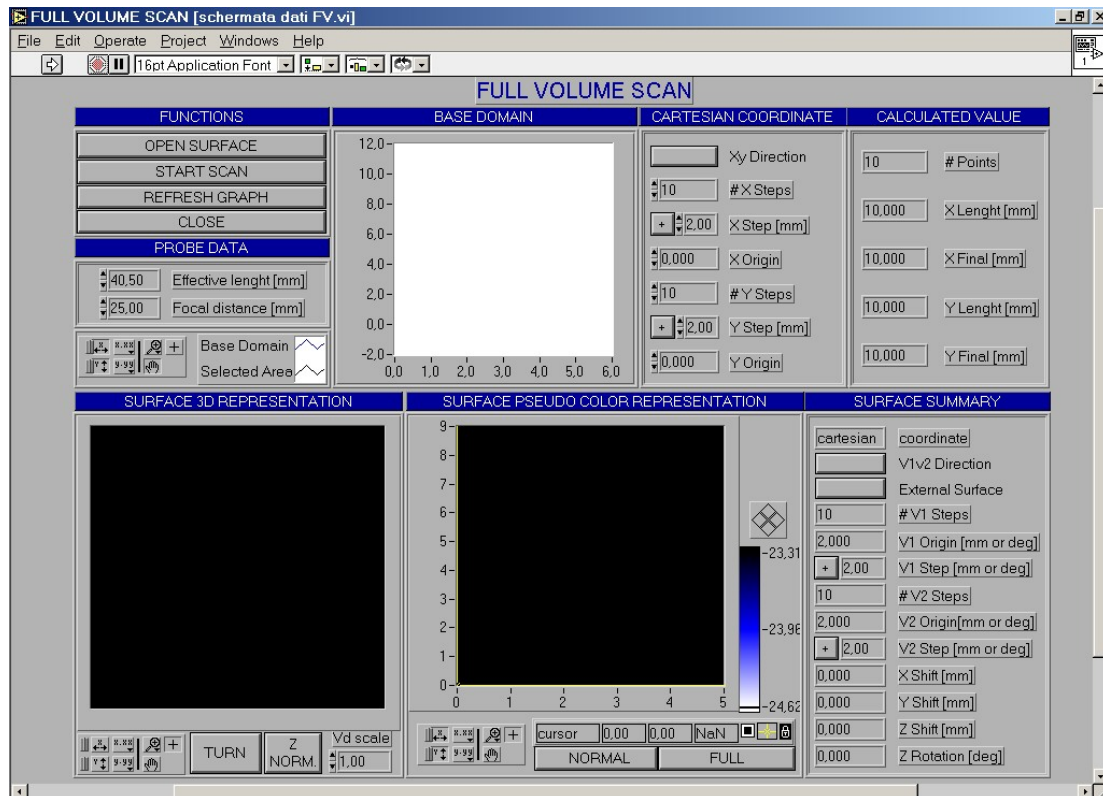 FULL VOLUME SCAN [schermata dati FV.vi]
File Edit Operate Project Windows Help
16pt Application Font
1
FULL VOLUME SCAN
FUNCTIONS
OPEN SURFACE
START SCAN
REFRESH GRAPH
CLOSE
PROBE DATA
40,50 Effective lenght [mm]
25,00 Focal distance [mm]
Base Domain
Selected Area
BASE DOMAIN
12,0
10,0
8,0
6,0
4,0
2,0
0,0
-2,0
0,0 1,0 2,0 3,0 4,0 5,0 6,0
CARTESIAN COORDINATE
Xy Direction
10 #X Steps
+ 2,00 X Step [mm]
0,000 X Origin
10 #Y Steps
+ 2,00 Y Step [mm]
0,000 Y Origin
CALCULATED VALUE
10 # Points
10,000 X Lenght [mm]
10,000 X Final [mm]
10,000 Y Lenght [mm]
10,000 Y Final [mm]
SURFACE 3D REPRESENTATION
TURN
Z NORM.
Vd scale
1,00
SURFACE PSEUDO COLOR REPRESENTATION
9
8
7
6
5
4
3
2
1
0
0 1 2 3 4 5
-23,31
-23,96
-24,62
cursor 0,00 0,00 NaN
NORMAL FULL
SURFACE SUMMARY
cartesian coordinate
V1v2 Direction
External Surface
10 # V1 Steps
2,000 V1 Origin [mm or deg]
+ 2,00 V1 Step [mm or deg]
10 # V2 Steps
2,000 V2 Origin[mm or deg]
+ 2,00 V2 Step [mm or deg]
0,000 X Shift [mm]
0,000 Y Shift [mm]
0,000 Z Shift [mm]
0,000 Z Rotation [deg]